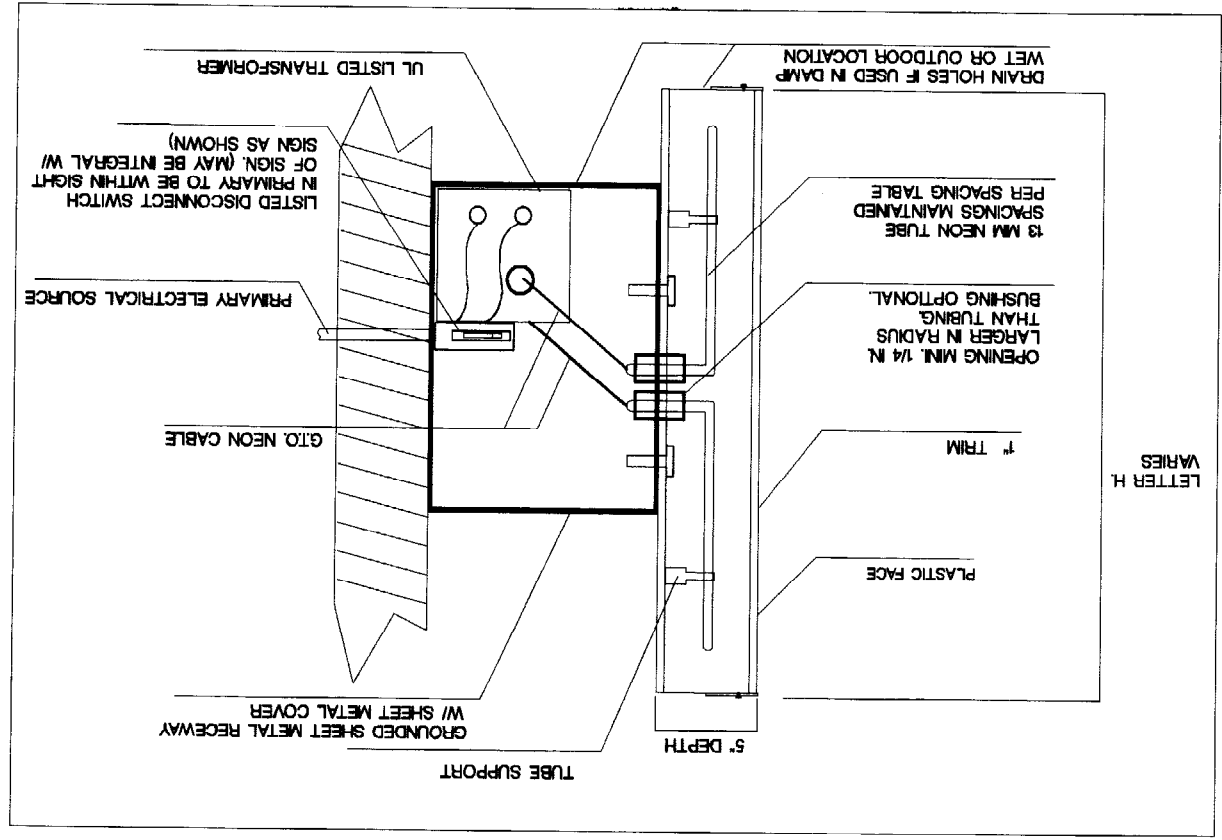 TUBE SUPPORT
5" DEPTH
GROUNDED SHEET METAL RECEWAY
W/ SHEET METAL COVER
PLASTIC FACE
LETTER H.
VARIES
1" TRIM
G.T.O. NEON CABLE
OPENING MINI. 1/4 IN.
LARGER IN RADIUS
THAN TUBING.
BUSHING OPTIONAL.
PRIMARY ELECTRICAL SOURCE
13 MM NEON TUBE
SPACINGS MAINTAINED
PER SPACING TABLE
LISTED DISCONNECT SWITCH
IN PRIMARY TO BE WITHIN SIGHT
OF SIGN. (MAY BE INTEGRAL W/
SIGN AS SHOWN)
DRAIN HOLES IF USED IN DAMP
WET OR OUTDOOR LOCATION
UL LISTED TRANSFORMER